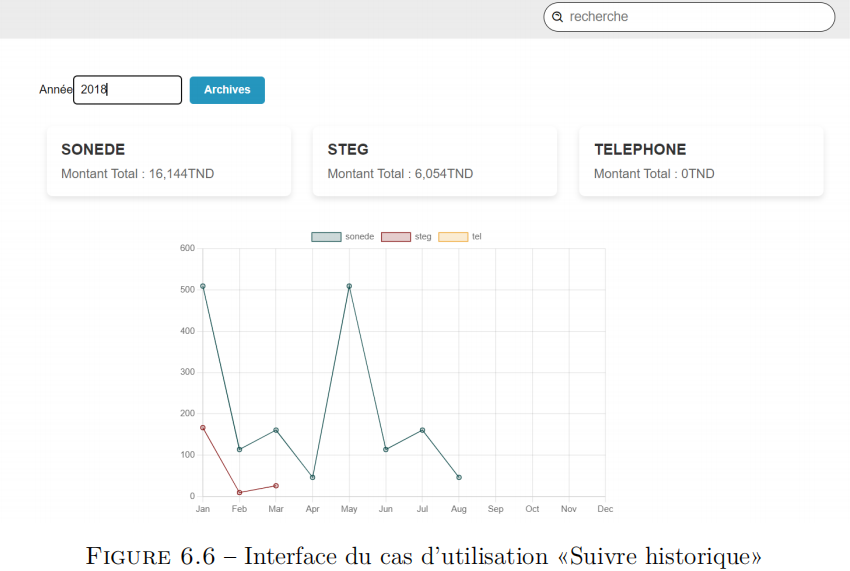 recherche
Année 2018 Archives
SONEDE STEG TELEPHONE
Montant Total : 16,144TND Montant Total : 6,054TND Montant Total : 0TND
sonede steg tel
600
500
400
300
200
100
0
Jan Feb Mar Apr May Jun Jul Aug Sep Oct Nov Dec
FIGURE 6.6 – Interface du cas d'utilisation «Suivre historique»